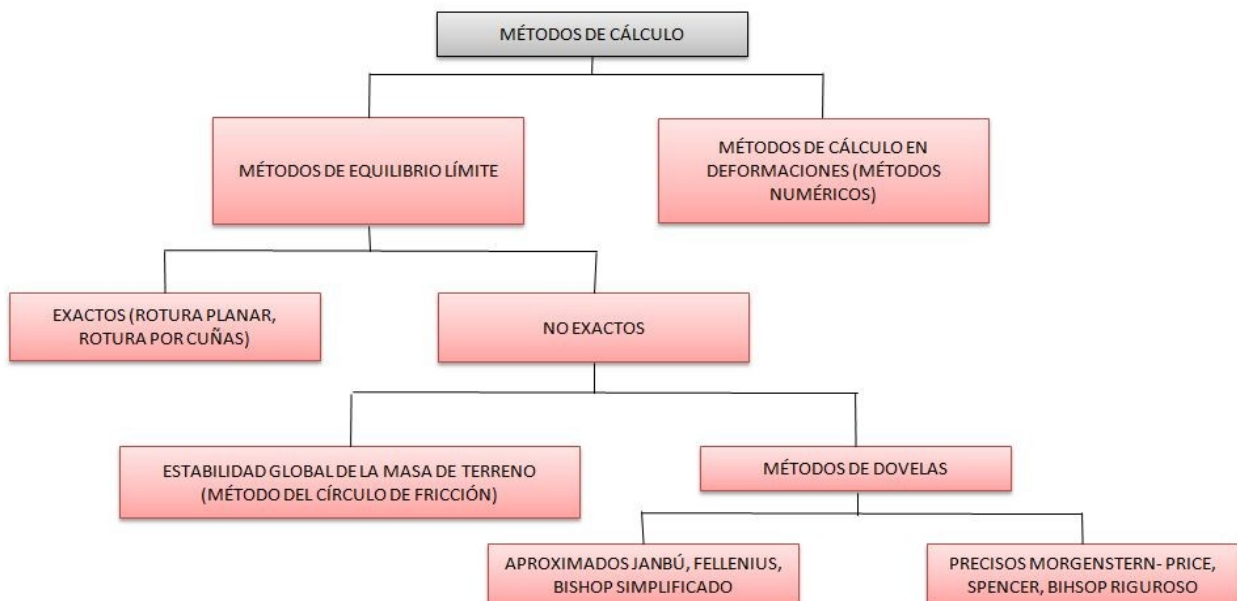 MÉTODOS DE CÁLCULO
MÉTODOS DE EQUILIBRIO LÍMITE
MÉTODOS DE CÁLCULO EN
DEFORMACIONES (MÉTODOS
NUMÉRICOS)
EXACTOS (ROTURA PLANAR,
ROTURA POR CUÑAS)
NO EXACTOS
ESTABILIDAD GLOBAL DE LA MASA DE TERRENO
(MÉTODO DEL CÍRCULO DE FRICCIÓN)
MÉTODOS DE DOVELAS
APROXIMADOS JANBÚ, FELLENIUS,
BISHOP SIMPLIFICADO
PRECISOS MORGENSTERN- PRICE,
SPENCER, BIHSOP RIGUROSO